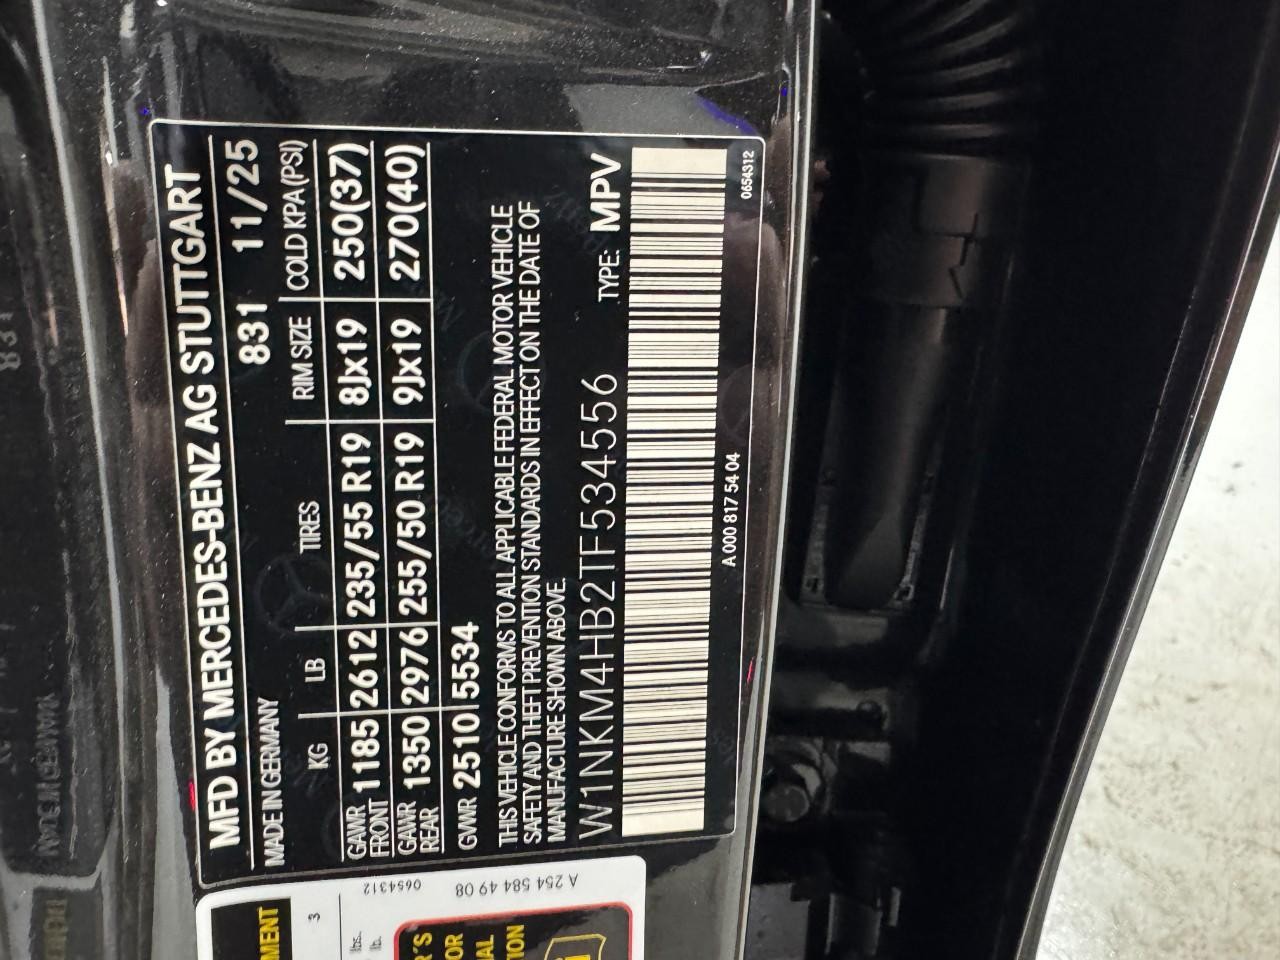 MFD BY MERCEDES-BENZ AG STUTTGART
MADE IN GERMANY 831 11/25
KG LB TIRES RIM SIZE COLD KPA (PSI)
GAWR FRONT 1185 2612 235/55 R19 8Jx19 250(37)
GAWR REAR 1350 2976 255/50 R19 9Jx19 270(40)
GVWR 2510 5534
THIS VEHICLE CONFORMS TO ALL APPLICABLE FEDERAL MOTOR VEHICLE
SAFETY AND THEFT PREVENTION STANDARDS IN EFFECT ON THE DATE OF
MANUFACTURE SHOWN ABOVE.
W1NKM4HB2TF534556 TYPE: MPV
A 000 817 54 04
0654312
A 254 584 49 08
0654312
3
lbs.
lb.